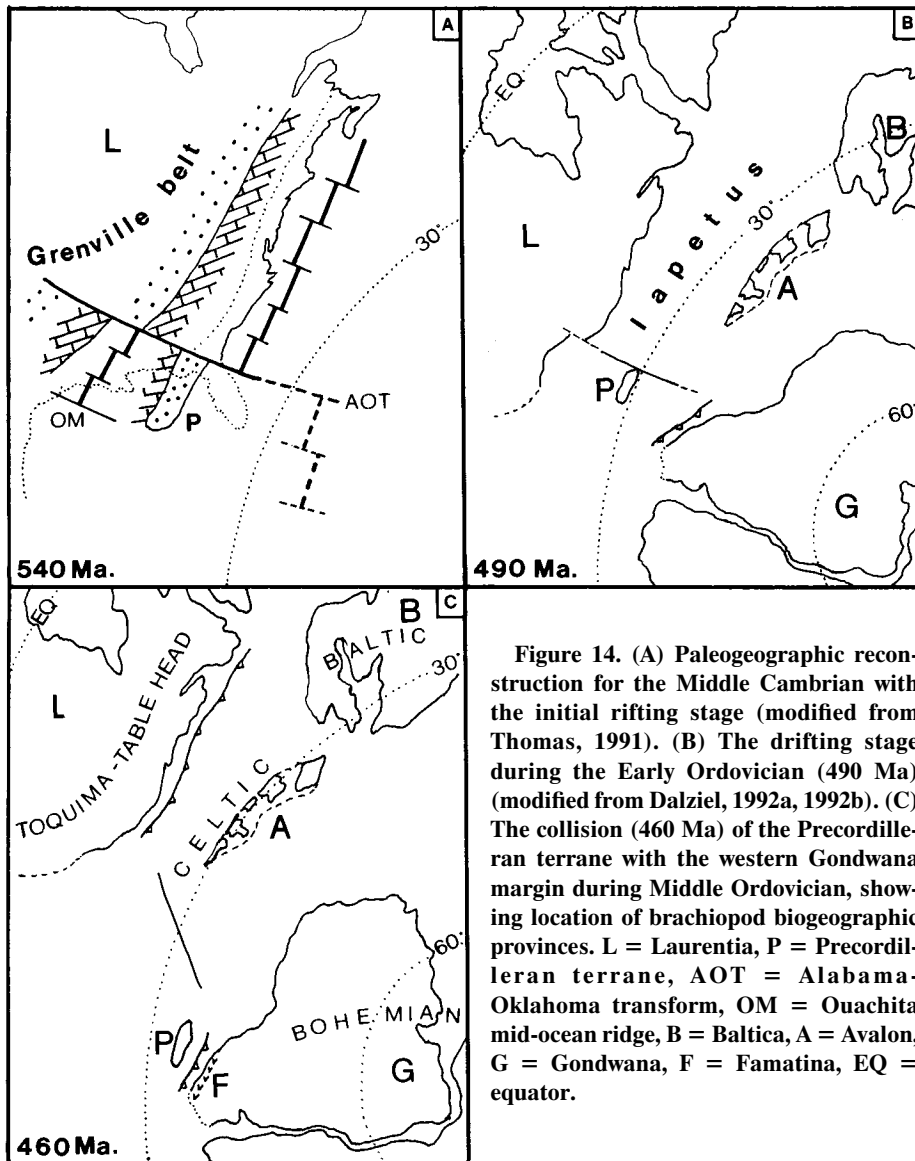 A
L
Grenville belt
30°
OM
P
AOT
540 Ma.
B
EQ
B
L
Iapetus
30°
A
P
60°
G
490 Ma.
C
EQ
B
BALTIC
30°
L
TOQUIMA-TABLE HEAD
CELTIC
A
60°
BOHEMIAN
P
F
G
460 Ma.
Figure 14. (A) Paleogeographic recon-
struction for the Middle Cambrian with
the initial rifting stage (modified from
Thomas, 1991). (B) The drifting stage
during the Early Ordovician (490 Ma)
(modified from Dalziel, 1992a, 1992b). (C)
The collision (460 Ma) of the Precordille-
ran terrane with the western Gondwana
margin during Middle Ordovician, show-
ing location of brachiopod biogeographic
provinces. L = Laurentia, P = Precordil-
leran terrane, AOT = Alabama-
Oklahoma transform, OM = Ouachita
mid-ocean ridge, B = Baltica, A = Avalon,
G = Gondwana, F = Famatina, EQ =
equator.